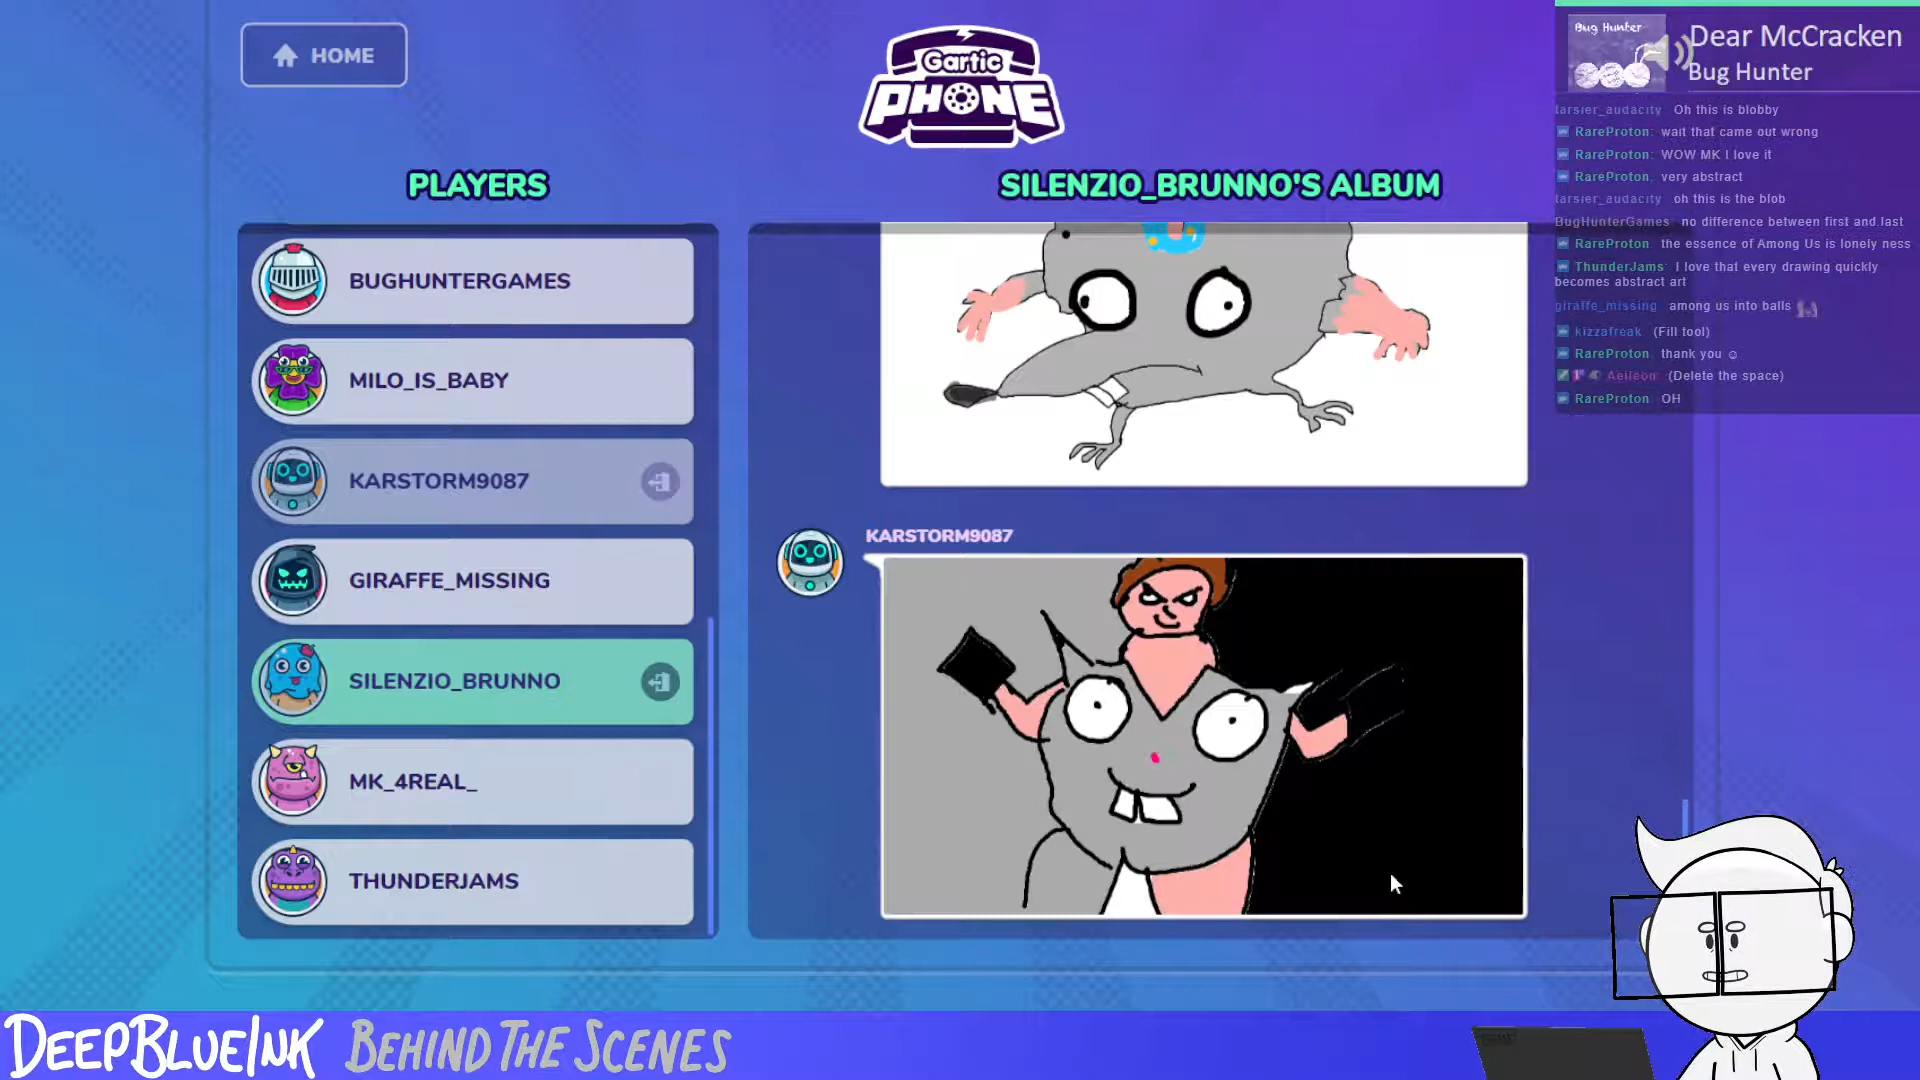 HOME
Gartic
PHONE
PLAYERS
SILENZIO_BRUNNO'S ALBUM
BUGHUNTERGAMES
MILO_IS_BABY
KARSTORM9087
GIRAFFE_MISSING
SILENZIO_BRUNNO
MK_4REAL_
THUNDERJAMS
KARSTORM9087
Bug Hunter
Dear McCracken
Bug Hunter
tarsier_audacity Oh this is blobby
RareProton: wait that came out wrong
RareProton: WOW MK I love it
RareProton: very abstract
tarsier_audacity oh this is the blob
BugHunterGames no difference between first and last
RareProton: the essence of Among Us is lonely ness
ThunderJams: I love that every drawing quickly
becomes abstract art
giraffe_missing among us into balls
kizzafreak (Fill tool)
RareProton: thank you ☺
Aeileon: (Delete the space)
RareProton: OH
DEEPBLUEINK BEHIND THE SCENES